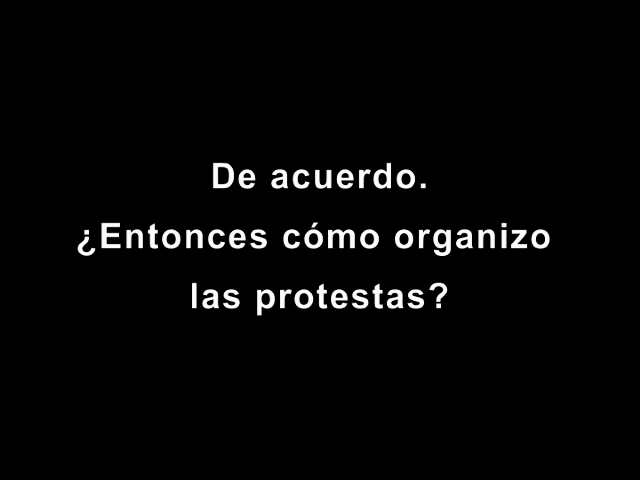 De acuerdo.
¿Entonces cómo organizo
las protestas?